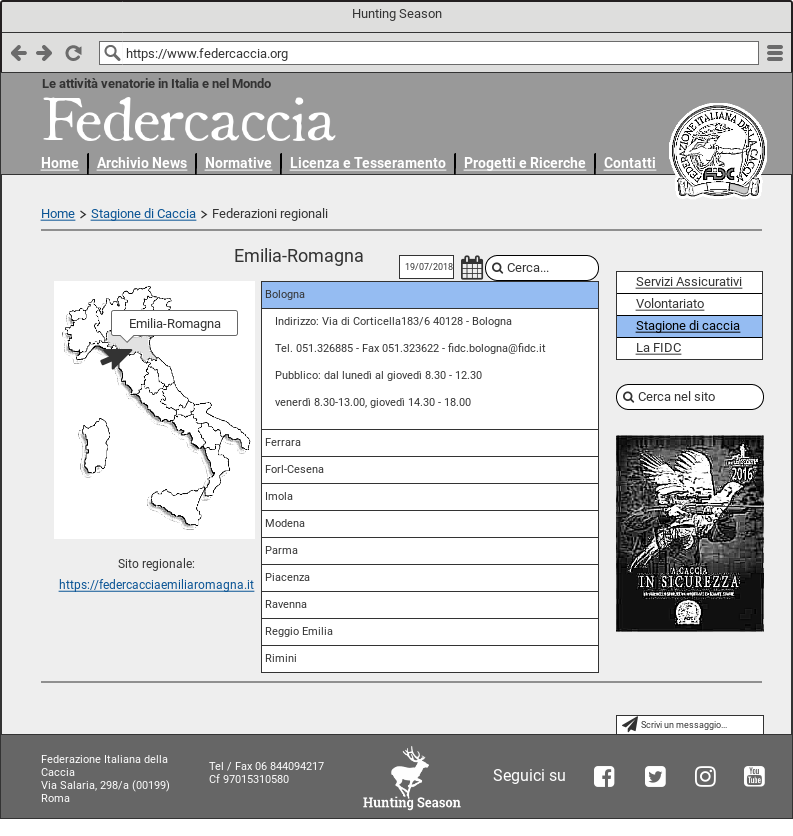 Hunting Season
https://www.federcaccia.org
Le attività venatorie in Italia e nel Mondo
Federcaccia
Home Archivio News Normative Licenza e Tesseramento Progetti e Ricerche Contatti
FEDERAZIONE ITALIANA DELLA CACCIA
FIDC
Home > Stagione di Caccia > Federazioni regionali
Emilia-Romagna
19/07/2018
Cerca...
Emilia-Romagna
Sito regionale:
https://federcacciaemiliaromagna.it
Bologna
Indirizzo: Via di Corticella183/6 40128 - Bologna
Tel. 051.326885 - Fax 051.323622 - fidc.bologna@fidc.it
Pubblico: dal lunedì al giovedì 8.30 - 12.30
venerdì 8.30-13.00, giovedì 14.30 - 18.00
Ferrara
Forl-Cesena
Imola
Modena
Parma
Piacenza
Ravenna
Reggio Emilia
Rimini
Servizi Assicurativi
Volontariato
Stagione di caccia
La FIDC
Cerca nel sito
2016
A CACCIA
IN SICUREZZA
Scrivi un messaggio...
Federazione Italiana della
Caccia
Via Salaria, 298/a (00199)
Roma
Tel / Fax 06 844094217
Cf 97015310580
Hunting Season
Seguici su
You
Tube